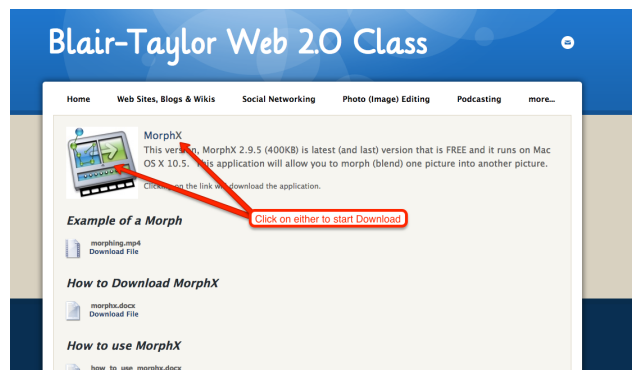 Blair-Taylor Web 2.0 Class
Home Web Sites, Blogs & Wikis Social Networking Photo (Image) Editing Podcasting more...
MorphX
This version, MorphX 2.9.5 (400KB) is latest (and last) version that is FREE and it runs on Mac
OS X 10.5. This application will allow you to morph (blend) one picture into another picture.
Clicking on the link will download the application.
Click on either to start Download
Example of a Morph
morphing.mp4
Download File
How to Download MorphX
morphx.docx
Download File
How to use MorphX
how_to_use_morphx.docx